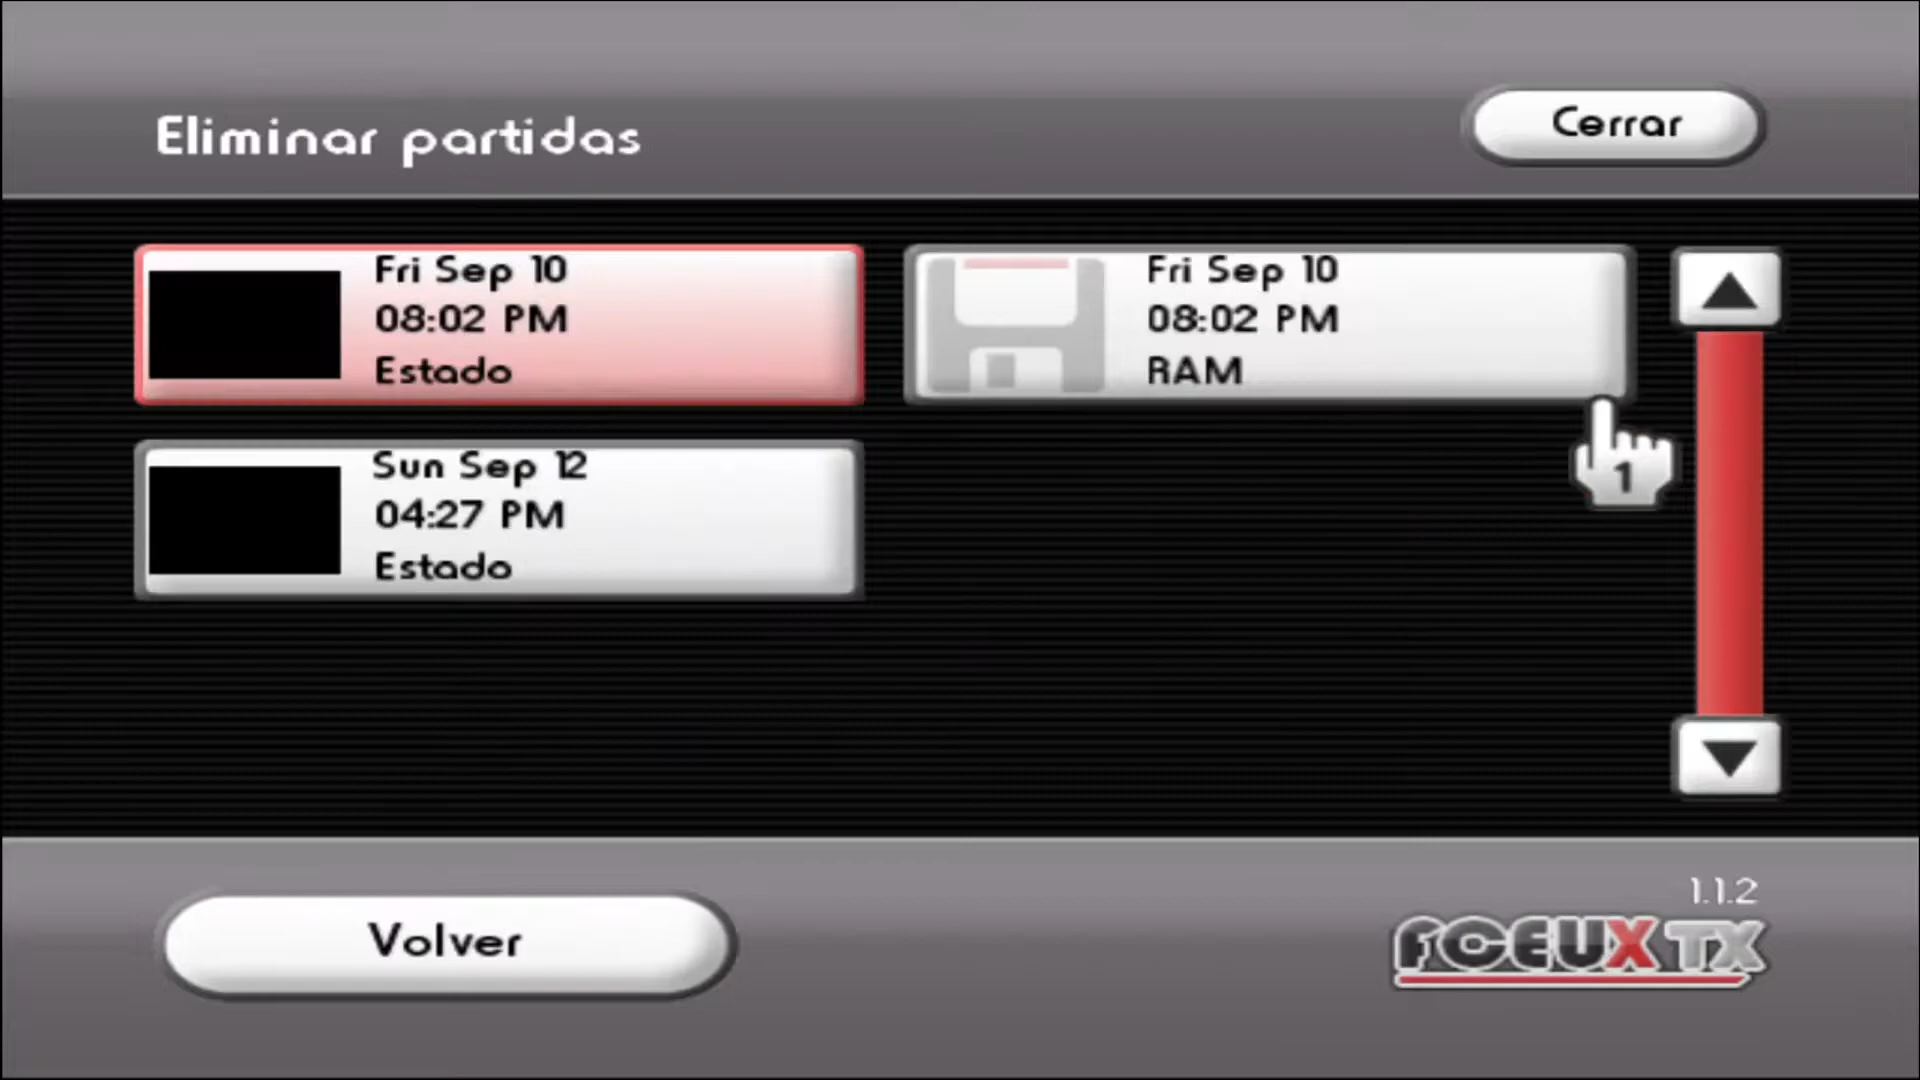 Eliminar partidas
Cerrar
Fri Sep 10
08:02 PM
Estado
Fri Sep 10
08:02 PM
RAM
Sun Sep 12
04:27 PM
Estado
1
Volver
1.1.2
FCEUX TX